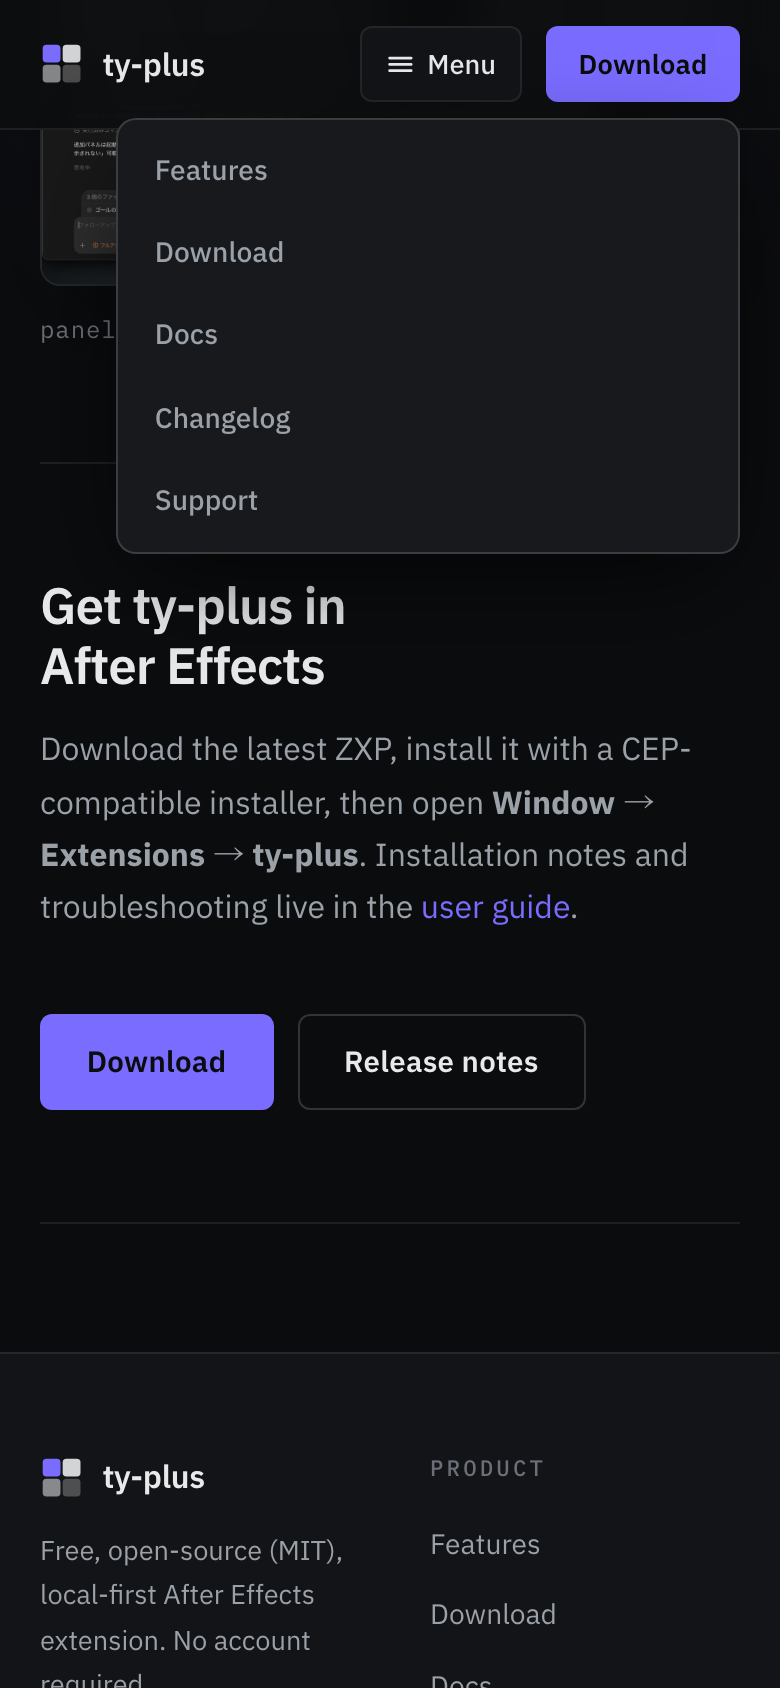 ty-plus
Menu
Download
Features
Download
Docs
Changelog
Support
panel
Get ty-plus in
After Effects
Download the latest ZXP, install it with a CEP-
compatible installer, then open Window →
Extensions → ty-plus. Installation notes and
troubleshooting live in the user guide.
Download
Release notes
ty-plus
Free, open-source (MIT),
local-first After Effects
extension. No account
required
PRODUCT
Features
Download
Docs